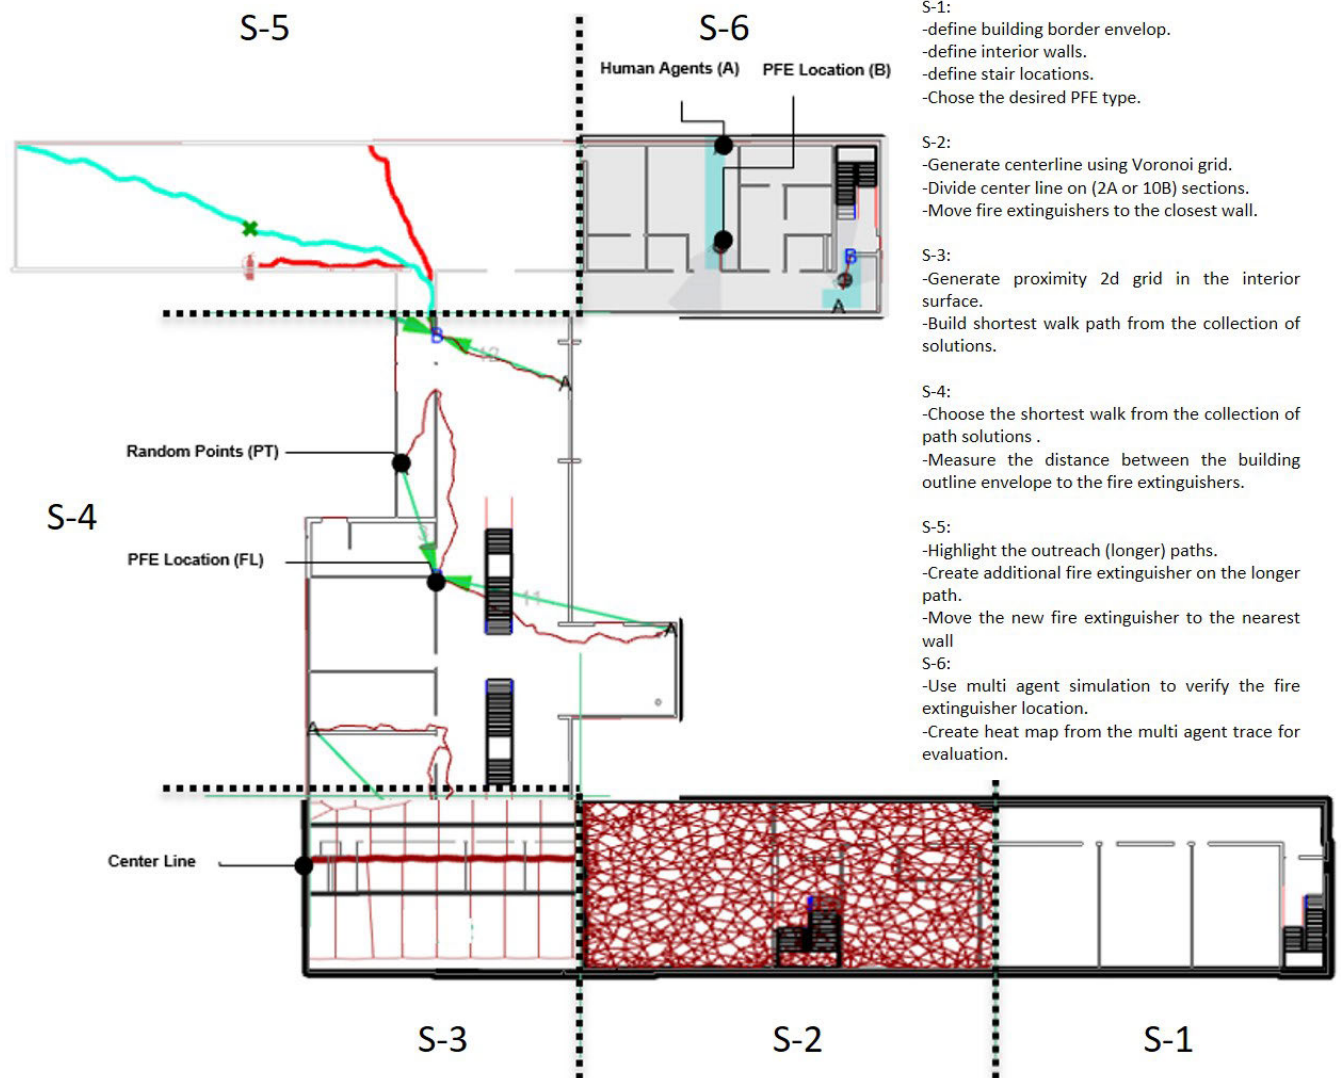 S-5
S-6
Human Agents (A)
PFE Location (B)
B
A
B
12
A
Random Points (PT)
S-4
PFE Location (FL)
11
A
A
Center Line
S-3
S-2
S-1
S-1:
-define building border envelop.
-define interior walls.
-define stair locations.
-Chose the desired PFE type.
S-2:
-Generate centerline using Voronoi grid.
-Divide center line on (2A or 10B) sections.
-Move fire extinguishers to the closest wall.
S-3:
-Generate proximity 2d grid in the interior
surface.
-Build shortest walk path from the collection of
solutions.
S-4:
-Choose the shortest walk from the collection of
path solutions .
-Measure the distance between the building
outline envelope to the fire extinguishers.
S-5:
-Highlight the outreach (longer) paths.
-Create additional fire extinguisher on the longer
path.
-Move the new fire extinguisher to the nearest
wall
S-6:
-Use multi agent simulation to verify the fire
extinguisher location.
-Create heat map from the multi agent trace for
evaluation.